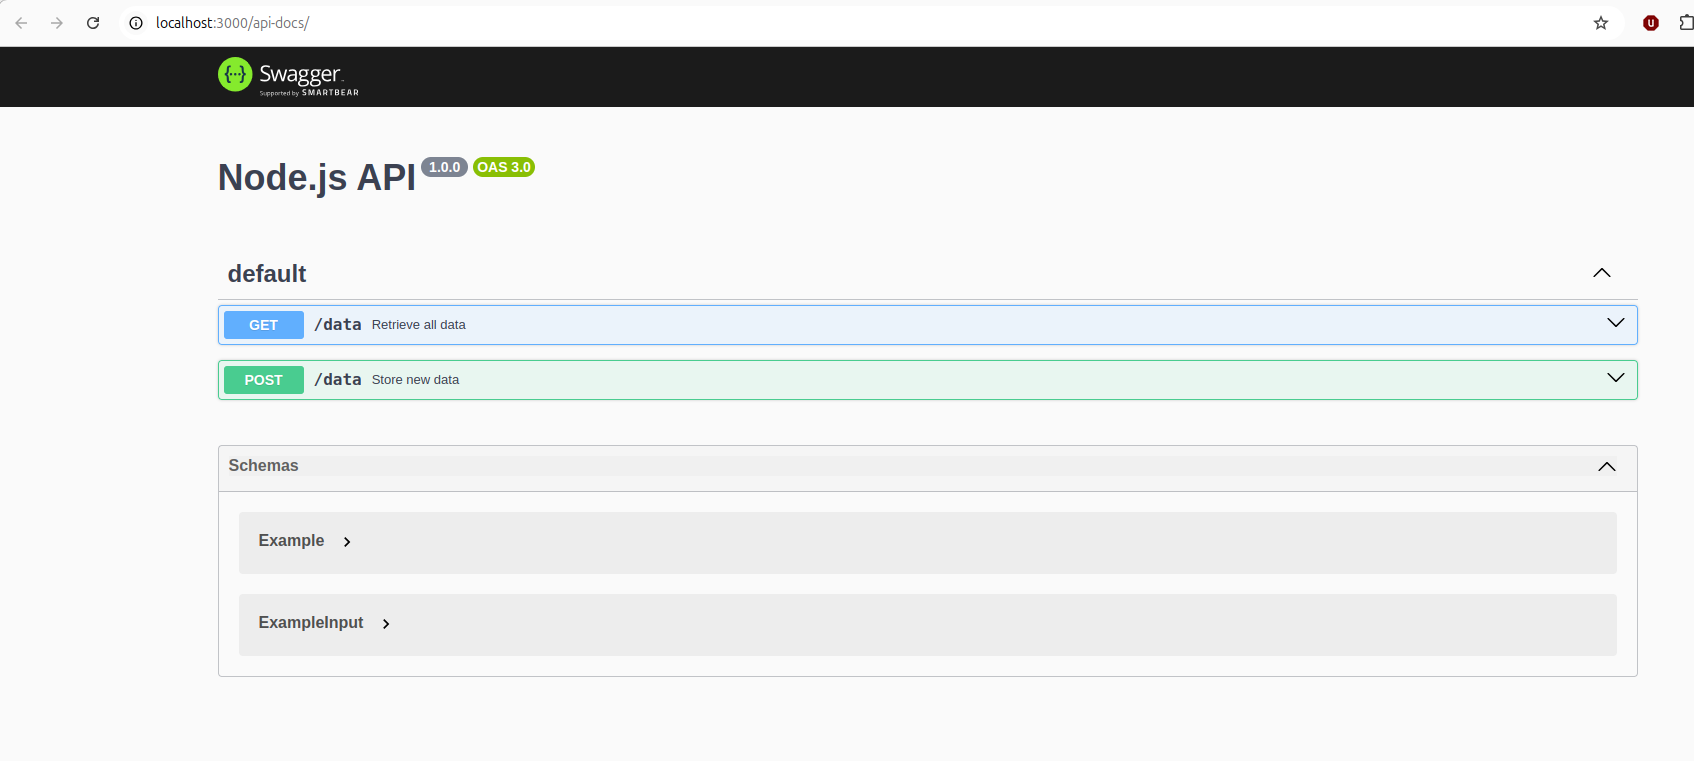 localhost:3000/api-docs/
{···} Swagger
Supported by SMARTBEAR
Node.js API 1.0.0 OAS 3.0
default
GET /data Retrieve all data
POST /data Store new data
Schemas
Example
ExampleInput